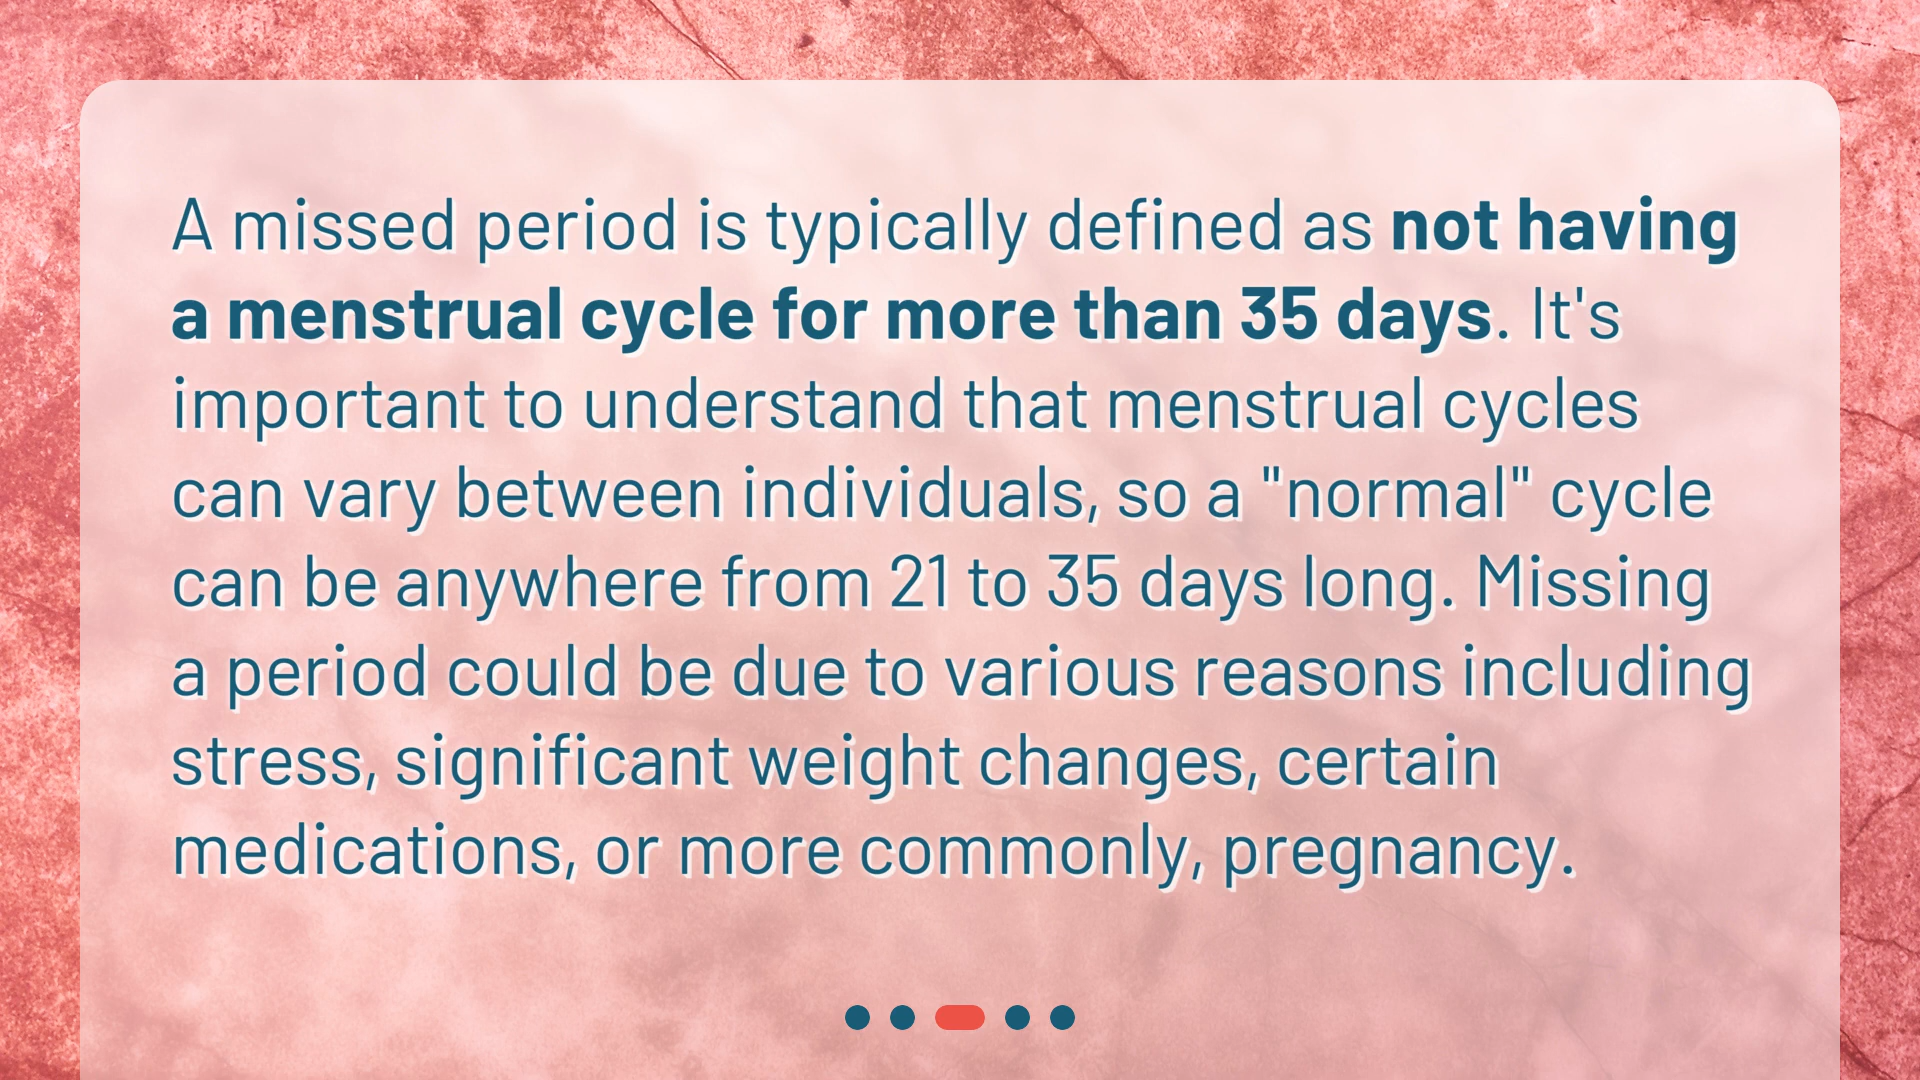 A missed period is typically defined as not having
a menstrual cycle for more than 35 days. It's
important to understand that menstrual cycles
can vary between individuals, so a "normal" cycle
can be anywhere from 21 to 35 days long. Missing
a period could be due to various reasons including
stress, significant weight changes, certain
medications, or more commonly, pregnancy.